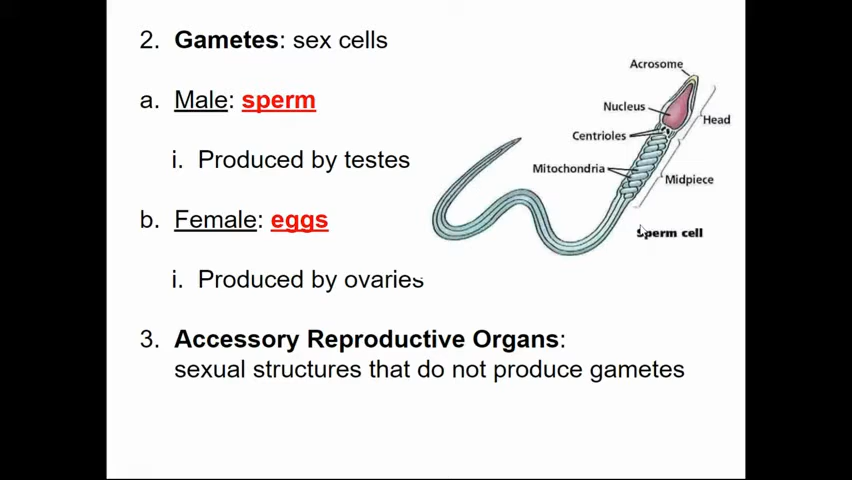 2. Gametes: sex cells
a. Male: sperm
i. Produced by testes
b. Female: eggs
i. Produced by ovaries
3. Accessory Reproductive Organs:
sexual structures that do not produce gametes
Acrosome
Nucleus
Head
Centrioles
Mitochondria
Midpiece
Sperm cell